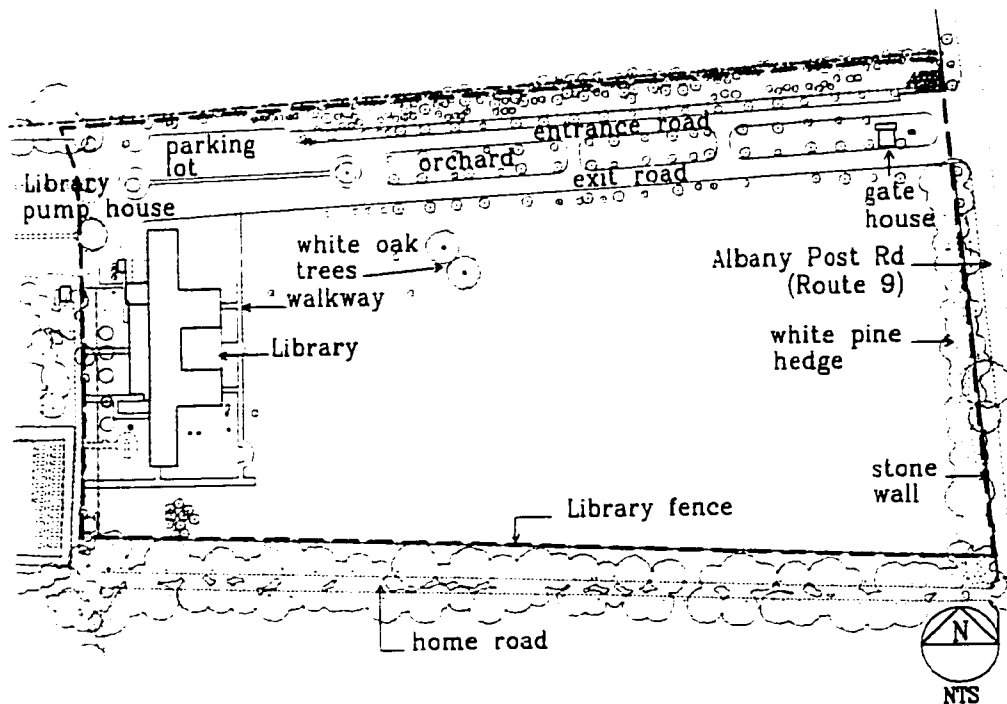 entrance road
parking
lot
orchard
exit road
Library
pump house
gate
house
white oak
trees
walkway
Albany Post Rd
(Route 9)
Library
white pine
hedge
stone
wall
Library fence
home road
N
NTS